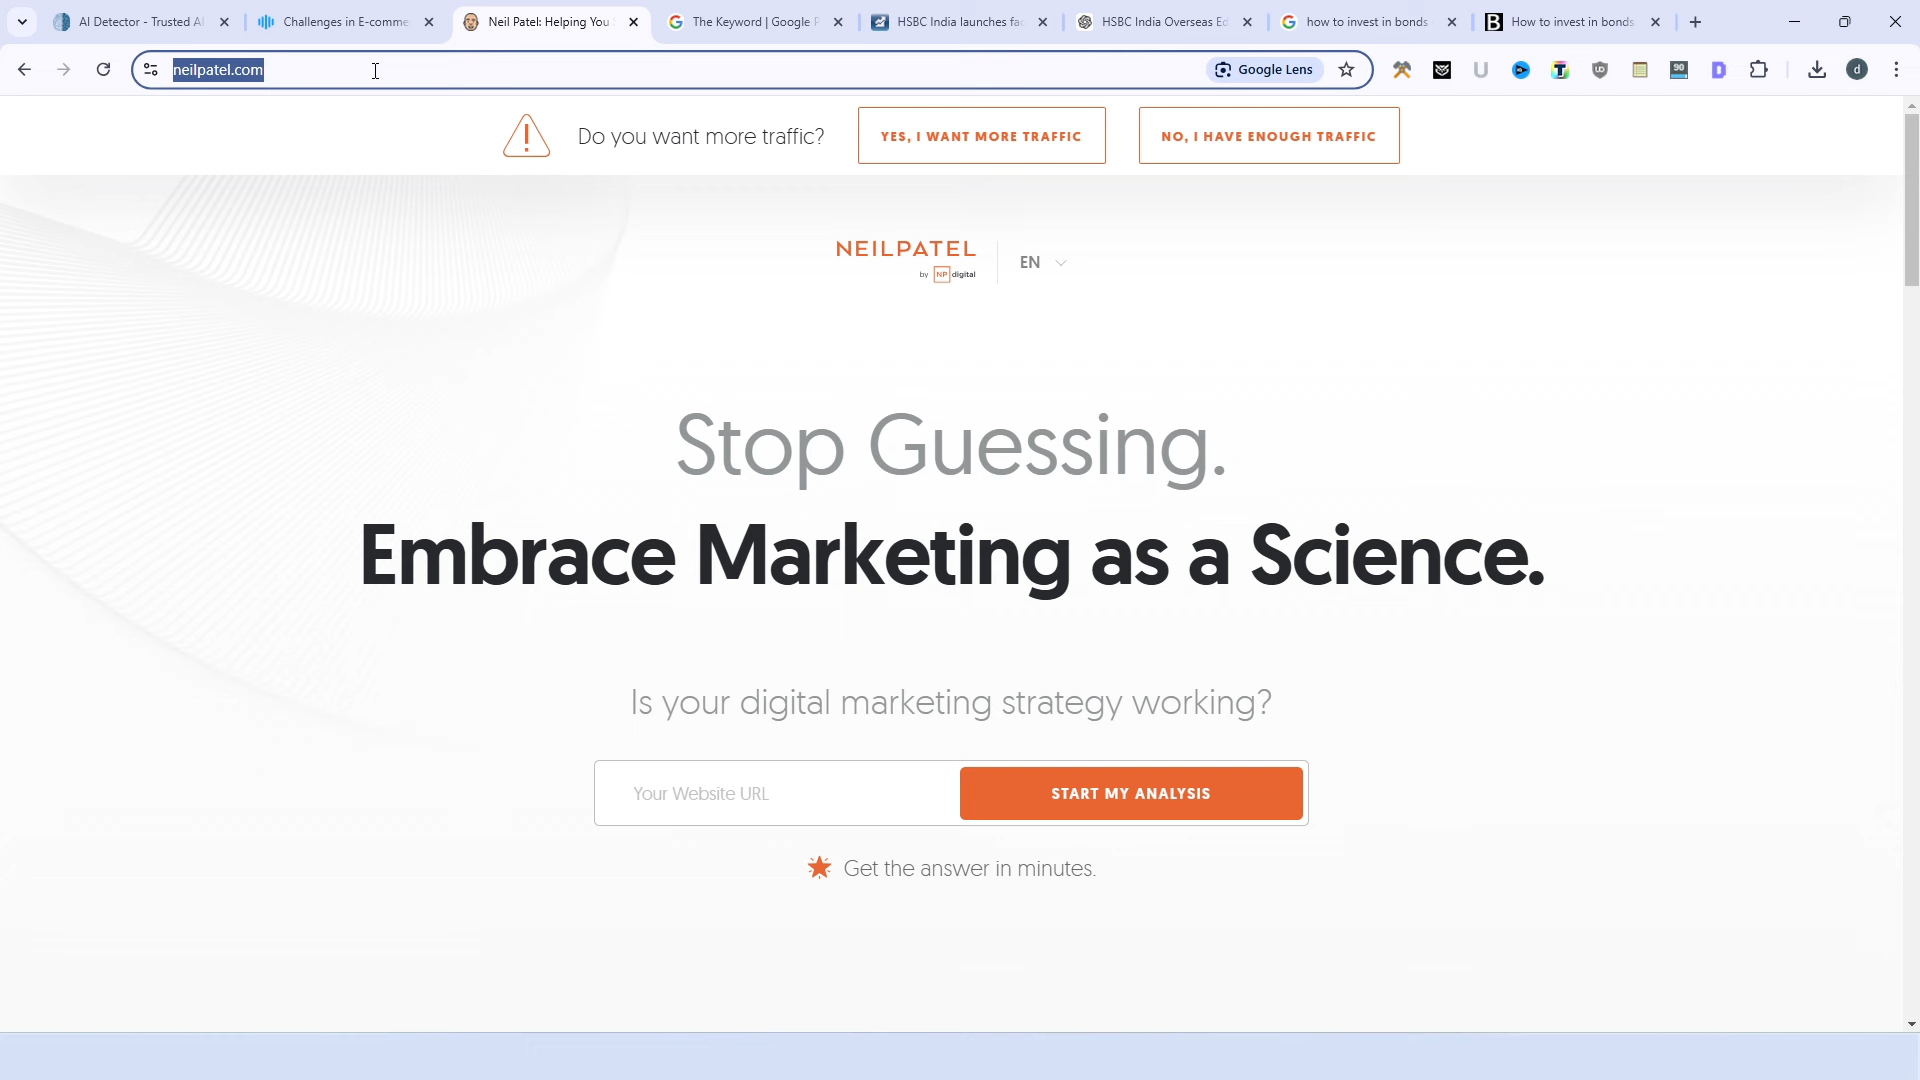 AI Detector - Trusted AI
Challenges in E-comme
Neil Patel: Helping You
The Keyword | Google P
HSBC India launches fac
HSBC India Overseas Ed
how to invest in bonds
How to invest in bonds
neilpatel.com
Google Lens
90
d
Do you want more traffic?
YES, I WANT MORE TRAFFIC
NO, I HAVE ENOUGH TRAFFIC
NEILPATEL
by NP digital
EN
Stop Guessing.
Embrace Marketing as a Science.
Is your digital marketing strategy working?
Your Website URL
START MY ANALYSIS
Get the answer in minutes.